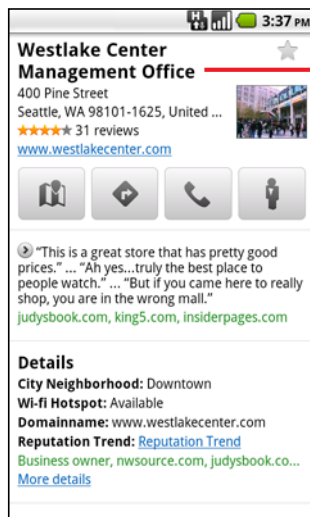 3:37 PM
Westlake Center
Management Office
400 Pine Street
Seattle, WA 98101-1625, United ...
31 reviews
www.westlakecenter.com
“This is a great store that has pretty good
prices.” ... “Ah yes...truly the best place to
people watch.” ... “But if you came here to really
shop, you are in the wrong mall.”
judysbook.com, king5.com, insiderpages.com
Details
City Neighborhood: Downtown
Wi-fi Hotspot: Available
Domainname: www.westlakecenter.com
Reputation Trend: Reputation Trend
Business owner, nwsource.com, judysbook.co...
More details